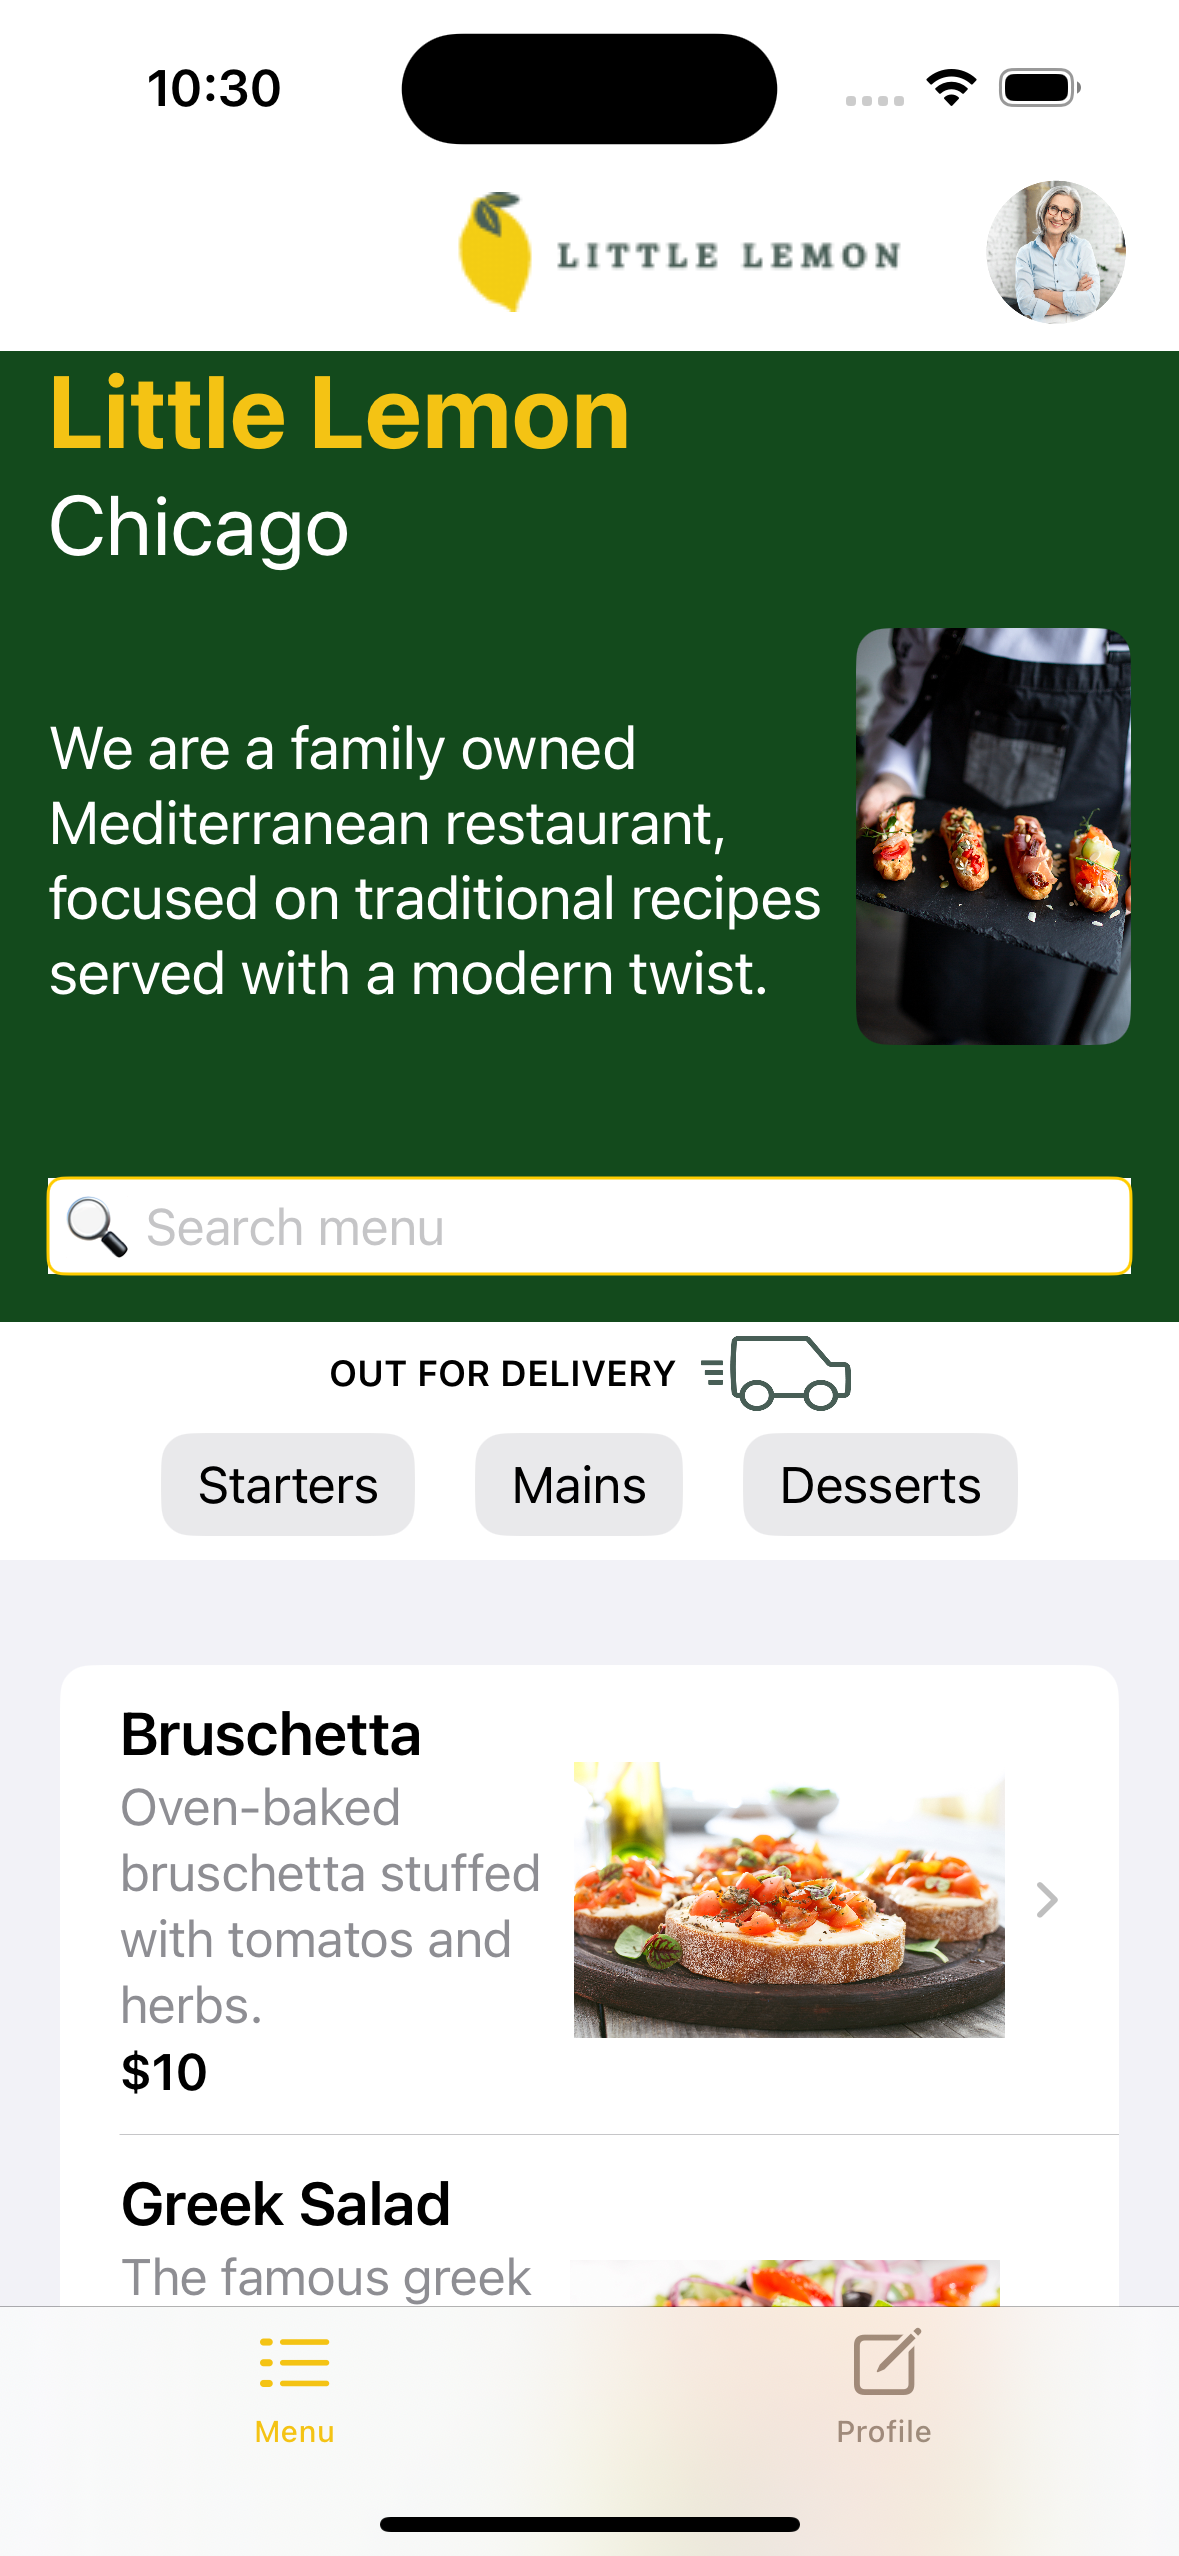 10:30
LITTLE LEMON
Little Lemon
Chicago
We are a family owned
Mediterranean restaurant,
focused on traditional recipes
served with a modern twist.
Search menu
OUT FOR DELIVERY
Starters
Mains
Desserts
Bruschetta
Oven-baked
bruschetta stuffed
with tomatos and
herbs.
$10
Greek Salad
The famous greek
Menu
Profile